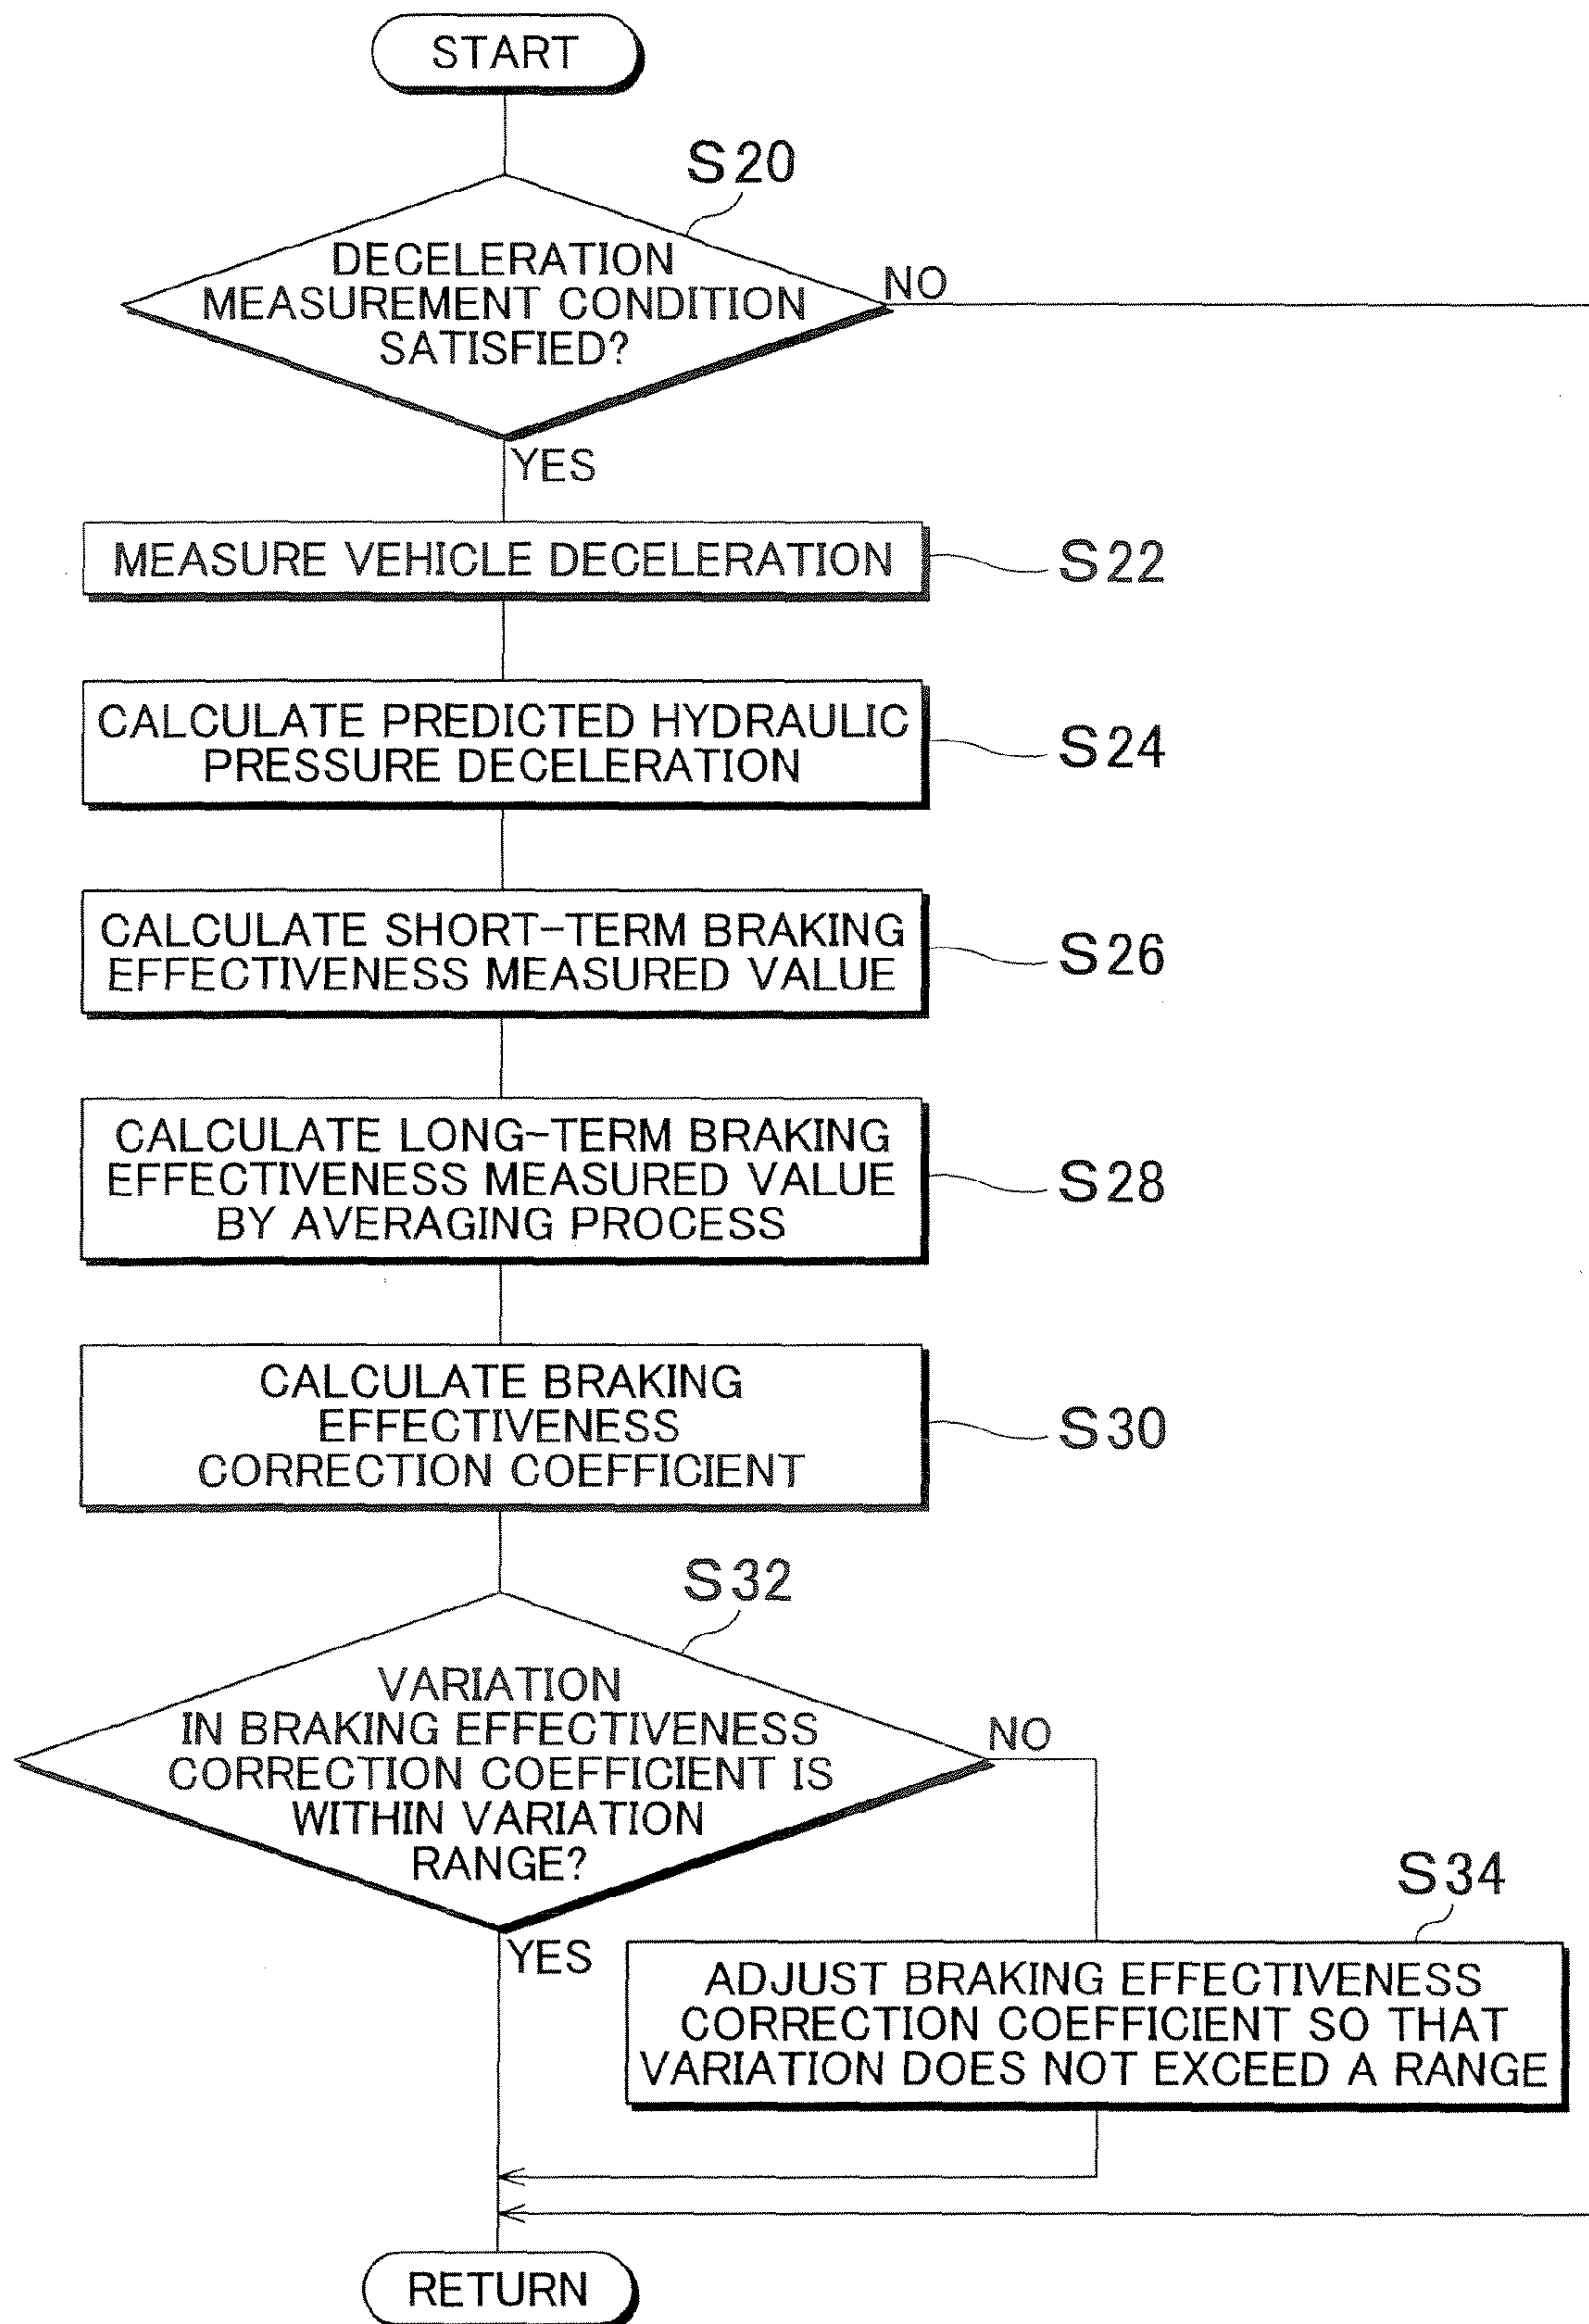 START
S20
DECELERATION
MEASUREMENT CONDITION
SATISFIED?
NO
YES
MEASURE VEHICLE DECELERATION
S22
CALCULATE PREDICTED HYDRAULIC
PRESSURE DECELERATION
S24
CALCULATE SHORT-TERM BRAKING
EFFECTIVENESS MEASURED VALUE
S26
CALCULATE LONG-TERM BRAKING
EFFECTIVENESS MEASURED VALUE
BY AVERAGING PROCESS
S28
CALCULATE BRAKING
EFFECTIVENESS
CORRECTION COEFFICIENT
S30
S32
VARIATION
IN BRAKING EFFECTIVENESS
CORRECTION COEFFICIENT IS
WITHIN VARIATION
RANGE?
NO
YES
S34
ADJUST BRAKING EFFECTIVENESS
CORRECTION COEFFICIENT SO THAT
VARIATION DOES NOT EXCEED A RANGE
RETURN